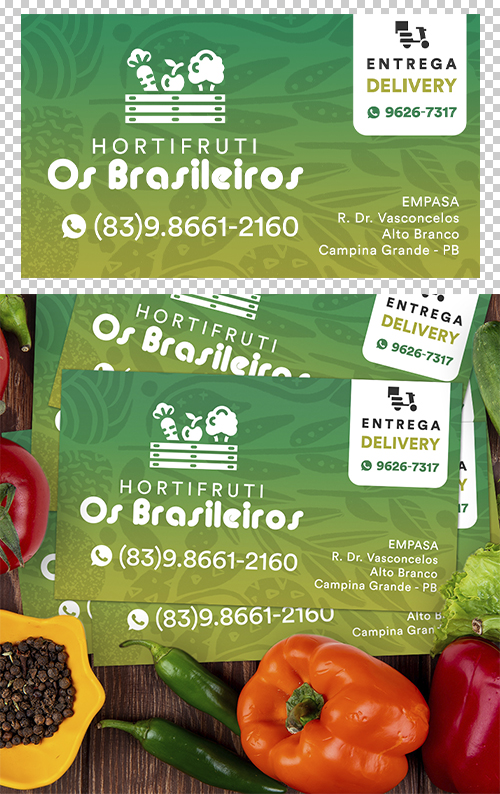 ENTREGA
DELIVERY
9626-7317
HORTIFRUTI
Os Brasileiros
(83)9.8661-2160
EMPASA
R. Dr. Vasconcelos
Alto Branco
Campina Grande - PB
ENTREGA
DELIVERY
9626-7317
HORTIFRUTI
Os Brasileiros
ENTREGA
DELIVERY
9626-7317
HORTIFRUTI
Os Brasileiros
(83)9.8661-2160
EMPASA
R. Dr. Vasconcelos
Alto Branco
Campina Grande - PB
(83)9.8661-2160
Alto B
Campina Gran